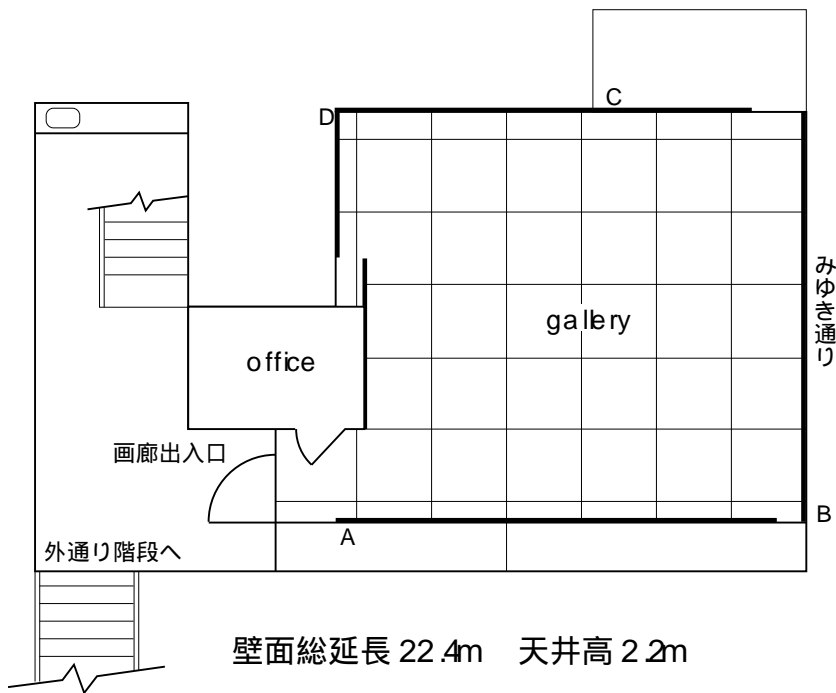 C
D
みゆき通り
gallery
office
画廊出入口
B
A
外通り階段へ
壁面総延長 22.4m 天井高 2.2m